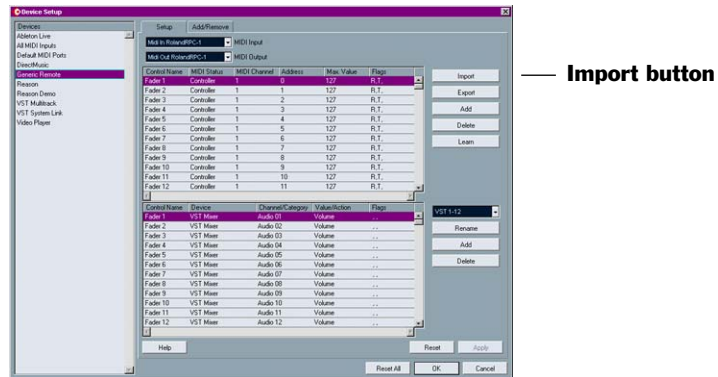 Device Setup
Devices
Ableton Live
All MIDI Inputs
Default MIDI Ports
DirectMusic
Generic Remote
Reason
Reason Demo
VST Multitrack
VST System Link
Video Player
Setup Add/Remove
Midi In RolandRPC-1 MIDI Input
Midi Out RolandRPC-1 MIDI Output
Control Name MIDI Status MIDI Channel Address Max. Value Flags
Fader 1 Controller 1 0 127 R,T,
Fader 2 Controller 1 1 127 R,T,
Fader 3 Controller 1 2 127 R,T,
Fader 4 Controller 1 3 127 R,T,
Fader 5 Controller 1 4 127 R,T,
Fader 6 Controller 1 5 127 R,T,
Fader 7 Controller 1 6 127 R,T,
Fader 8 Controller 1 7 127 R,T,
Fader 9 Controller 1 8 127 R,T,
Fader 10 Controller 1 9 127 R,T,
Fader 11 Controller 1 10 127 R,T,
Fader 12 Controller 1 11 127 R,T,
Import
Export
Add
Delete
Learn
Import button
Control Name Device Channel/Category Value/Action Flags
Fader 1 VST Mixer Audio 01 Volume , ,
Fader 2 VST Mixer Audio 02 Volume , ,
Fader 3 VST Mixer Audio 03 Volume , ,
Fader 4 VST Mixer Audio 04 Volume , ,
Fader 5 VST Mixer Audio 05 Volume , ,
Fader 6 VST Mixer Audio 06 Volume , ,
Fader 7 VST Mixer Audio 07 Volume , ,
Fader 8 VST Mixer Audio 08 Volume , ,
Fader 9 VST Mixer Audio 09 Volume , ,
Fader 10 VST Mixer Audio 10 Volume , ,
Fader 11 VST Mixer Audio 11 Volume , ,
Fader 12 VST Mixer Audio 12 Volume , ,
VST 1-12
Rename
Add
Delete
Help Reset Apply
Reset All OK Cancel